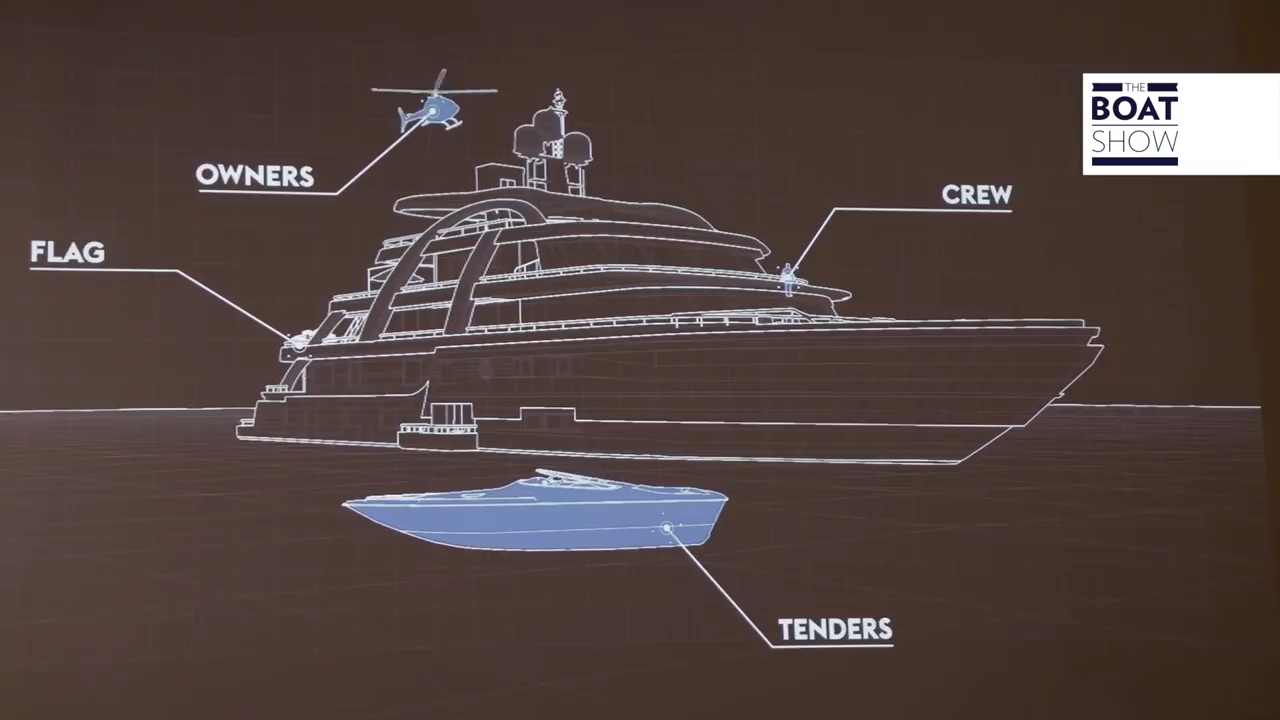 THE
BOAT
SHOW
OWNERS
CREW
FLAG
TENDERS